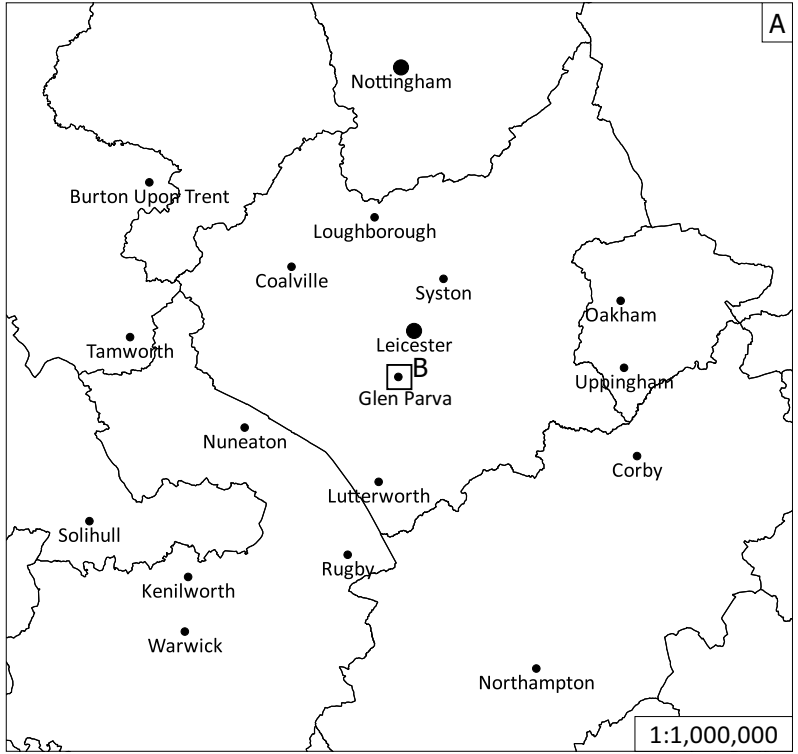 A
Nottingham
Burton Upon Trent
Loughborough
Coalville
Syston
Oakham
Leicester
Tamworth
B
Uppingham
Glen Parva
Nuneaton
Corby
Lutterworth
Solihull
Rugby
Kenilworth
Warwick
Northampton
1:1,000,000